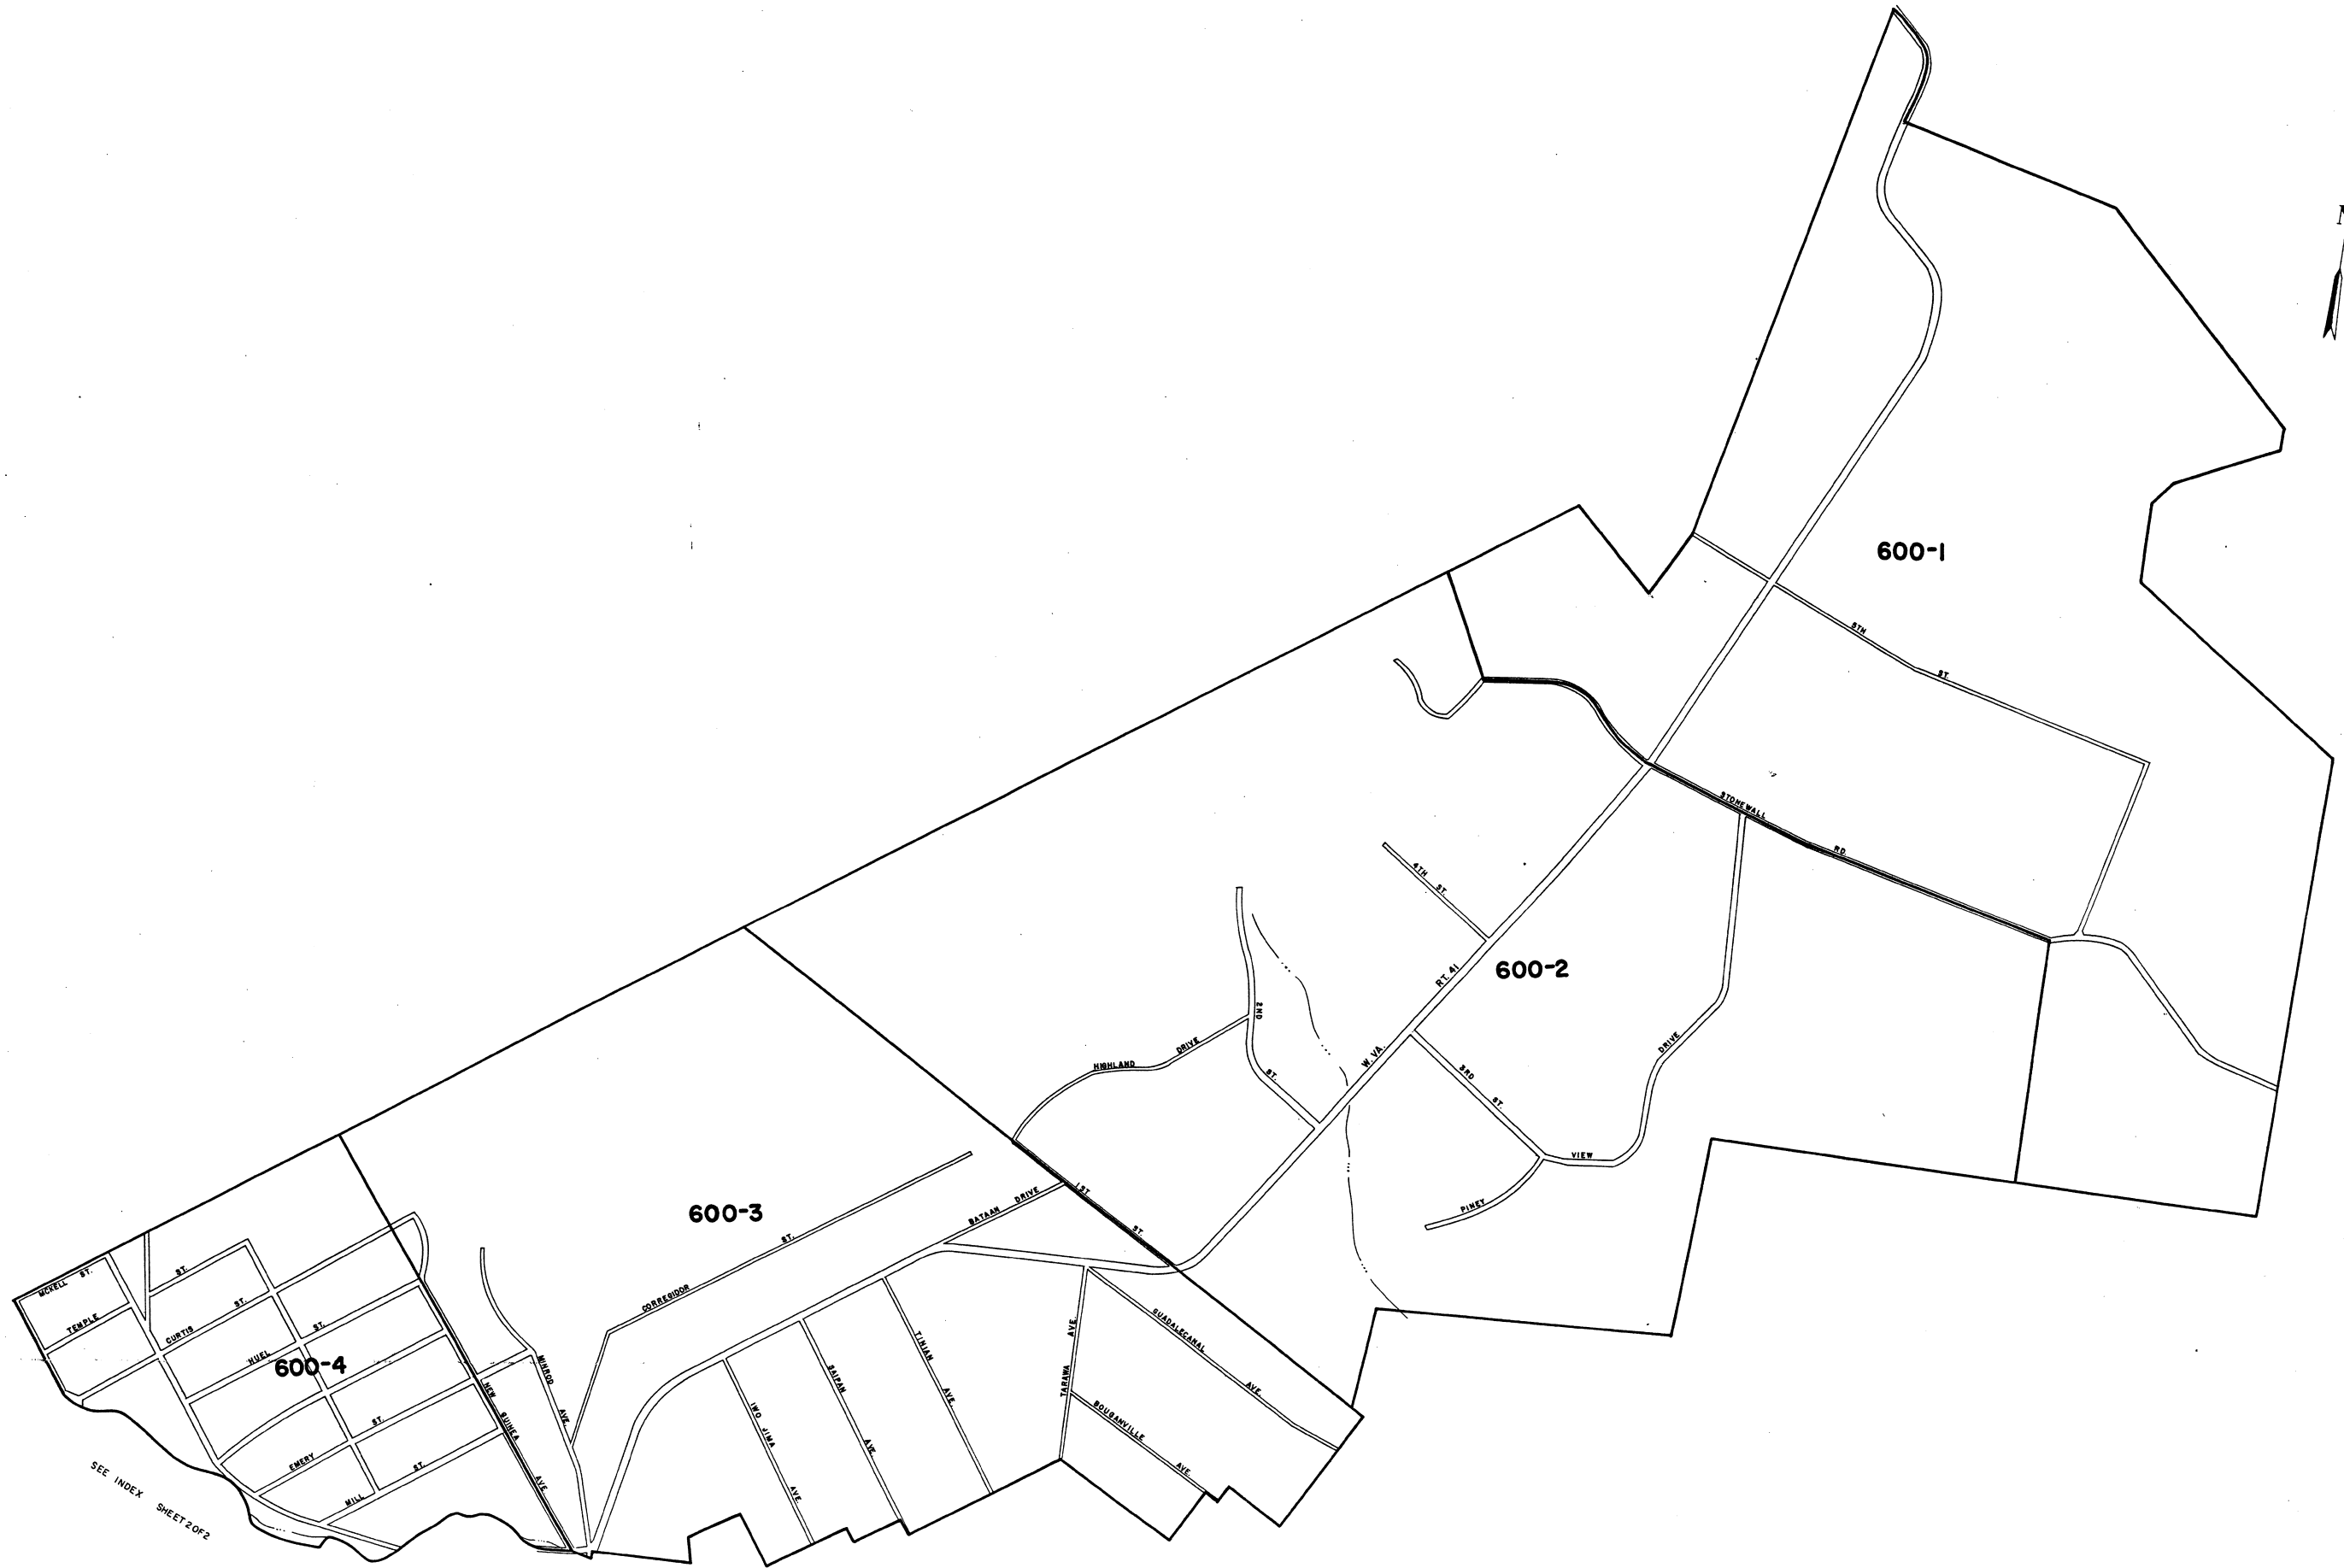 N
600-1
5TH ST.
STONEWALL RD.
4TH ST.
600-2
W. VA. RT. 41
2ND ST.
HIGHLAND DRIVE
3RD ST.
PINEY VIEW DRIVE
1ST ST.
BATAAN DRIVE
600-3
CORREGIDOR ST.
GUADALECANAL AVE.
TARAWA AVE.
BOUGANVILLE AVE.
TINIAN AVE.
SAIPAN AVE.
IWO JIMA AVE.
MINROD AVE.
NEW GUINEA AVE.
MCKELL ST.
TEMPLE ST.
CURTIS ST.
HUEL ST.
600-4
EMERY ST.
MILL ST.
SEE INDEX SHEET 2 OF 2